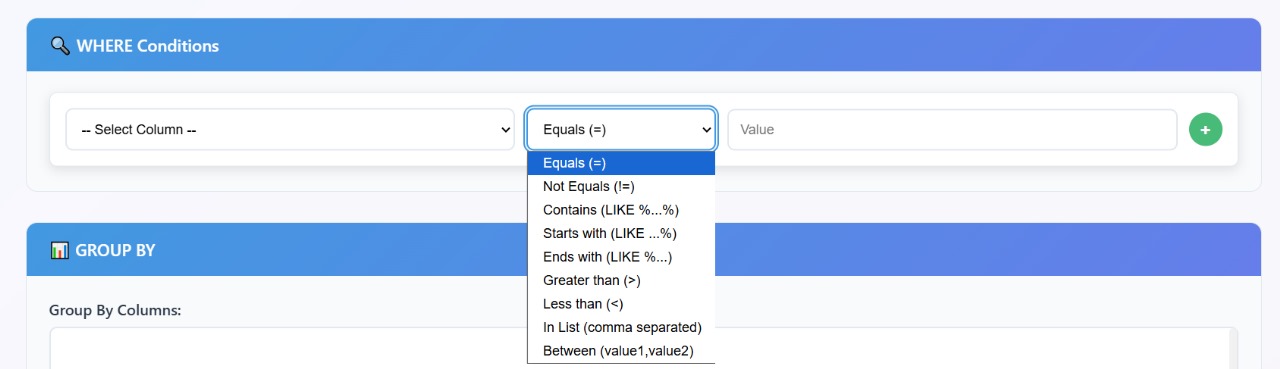 WHERE Conditions
-- Select Column --
Equals (=)
Value
+
Equals (=)
Not Equals (!=)
Contains (LIKE %...%)
Starts with (LIKE ...%)
Ends with (LIKE %...)
Greater than (>)
Less than (<)
In List (comma separated)
Between (value1,value2)
GROUP BY
Group By Columns: